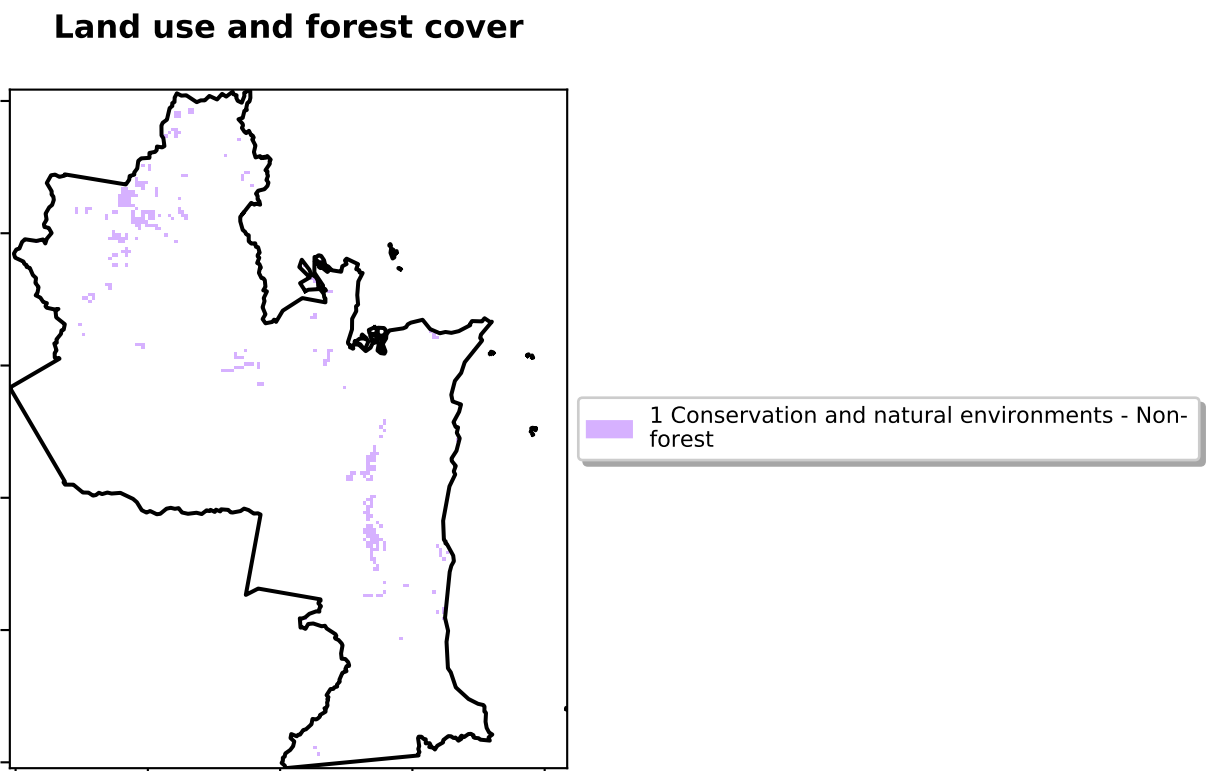 Land use and forest cover
1 Conservation and natural environments - Non-
forest